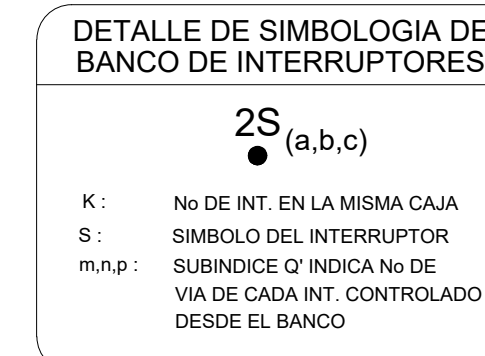 DETALLE DE SIMBOLOGIA DE
BANCO DE INTERRUPTORES
2S (a,b,c)
K : No DE INT. EN LA MISMA CAJA
S : SIMBOLO DEL INTERRUPTOR
m,n,p : SUBINDICE Q' INDICA No DE
VIA DE CADA INT. CONTROLADO
DESDE EL BANCO